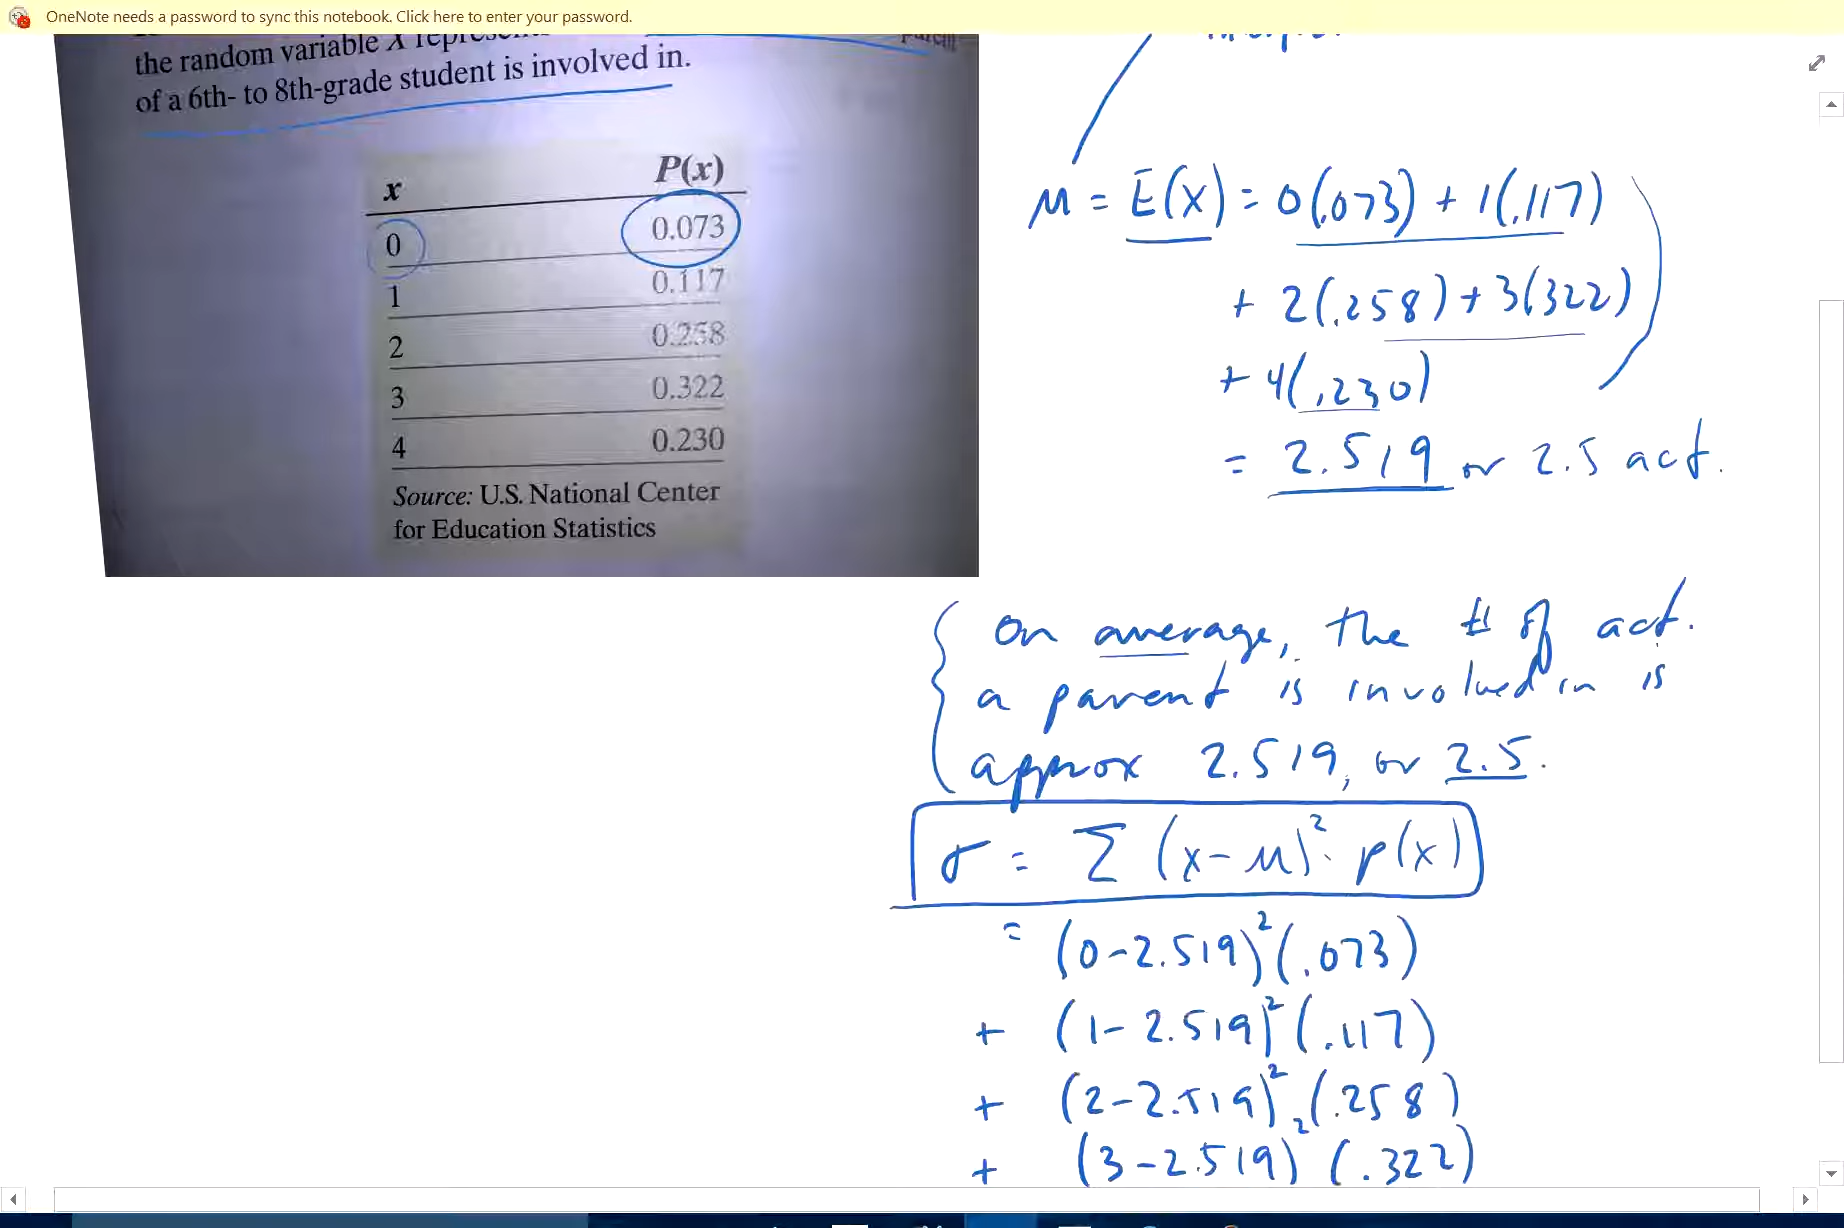 OneNote needs a password to sync this notebook. Click here to enter your password.
the random variable X
of a 6th- to 8th-grade student is involved in.
x P(x)
0 0.073
1 0.117
2 0.258
3 0.322
4 0.230
Source: U.S. National Center
for Education Statistics
M = E(x) = 0(.073) + 1(.117)
+ 2(.258) + 3(322)
+ 4(.230)
= 2.519 or 2.5 act.
On average, the # of act.
a parent is involved in is
approx 2.519, or 2.5.
σ = Σ (x-μ)²· p(x)
= (0-2.519)² (.073)
+ (1-2.519)² (.117)
+ (2-2.519)² (.258)
+ (3-2.519)² (.322)